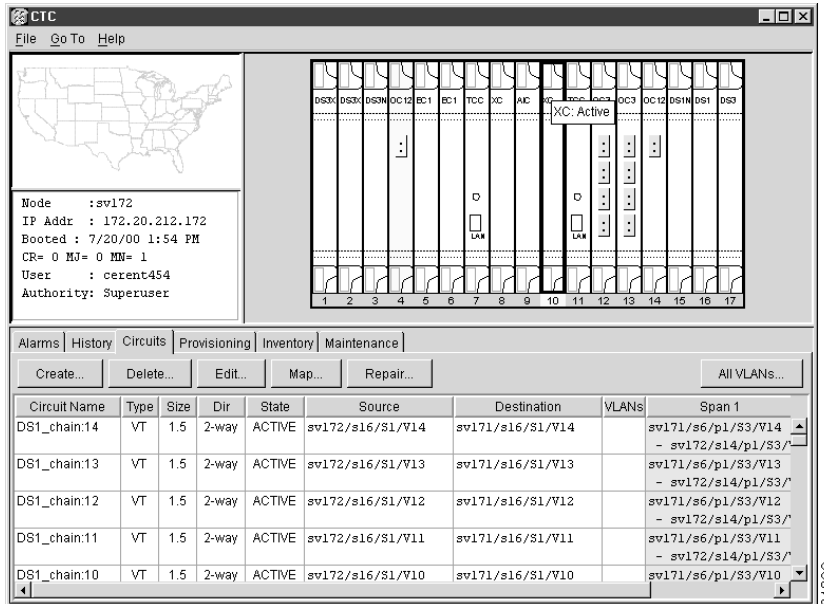 CTC
File Go To Help
DS3X DS3X DS3N OC12 EC1 EC1 TCC XC AIC OC3 OC12 DS1N DS1 DS3
XC: Active
LAN LAN
1 2 3 4 5 6 7 8 9 10 11 12 13 14 15 16 17
Node :sv172
IP Addr : 172.20.212.172
Booted : 7/20/00 1:54 PM
CR= 0 MJ= 0 MN= 1
User : cerent454
Authority: Superuser
Alarms History Circuits Provisioning Inventory Maintenance
Create... Delete... Edit... Map... Repair... All VLANs...
Circuit Name Type Size Dir State Source Destination VLANs Span 1
DS1_chain:14 VT 1.5 2-way ACTIVE sv172/s16/S1/V14 sv171/s16/S1/V14 sv171/s6/p1/S3/V14
- sv172/s14/p1/S3/
DS1_chain:13 VT 1.5 2-way ACTIVE sv172/s16/S1/V13 sv171/s16/S1/V13 sv171/s6/p1/S3/V13
- sv172/s14/p1/S3/
DS1_chain:12 VT 1.5 2-way ACTIVE sv172/s16/S1/V12 sv171/s16/S1/V12 sv171/s6/p1/S3/V12
- sv172/s14/p1/S3/
DS1_chain:11 VT 1.5 2-way ACTIVE sv172/s16/S1/V11 sv171/s16/S1/V11 sv171/s6/p1/S3/V11
- sv172/s14/p1/S3/
DS1_chain:10 VT 1.5 2-way ACTIVE sv172/s16/S1/V10 sv171/s16/S1/V10 sv171/s6/p1/S3/V10